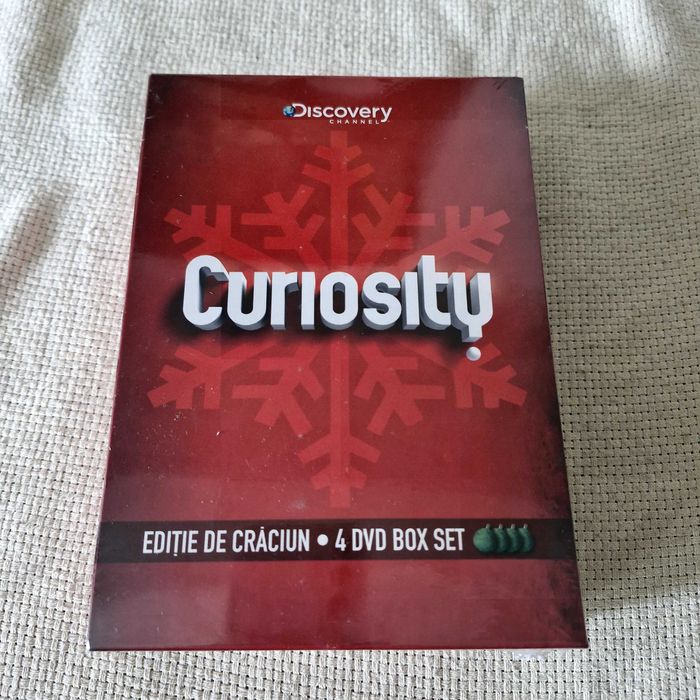 Discovery
CHANNEL
Curiosity
EDIȚIE DE CRĂCIUN • 4 DVD BOX SET